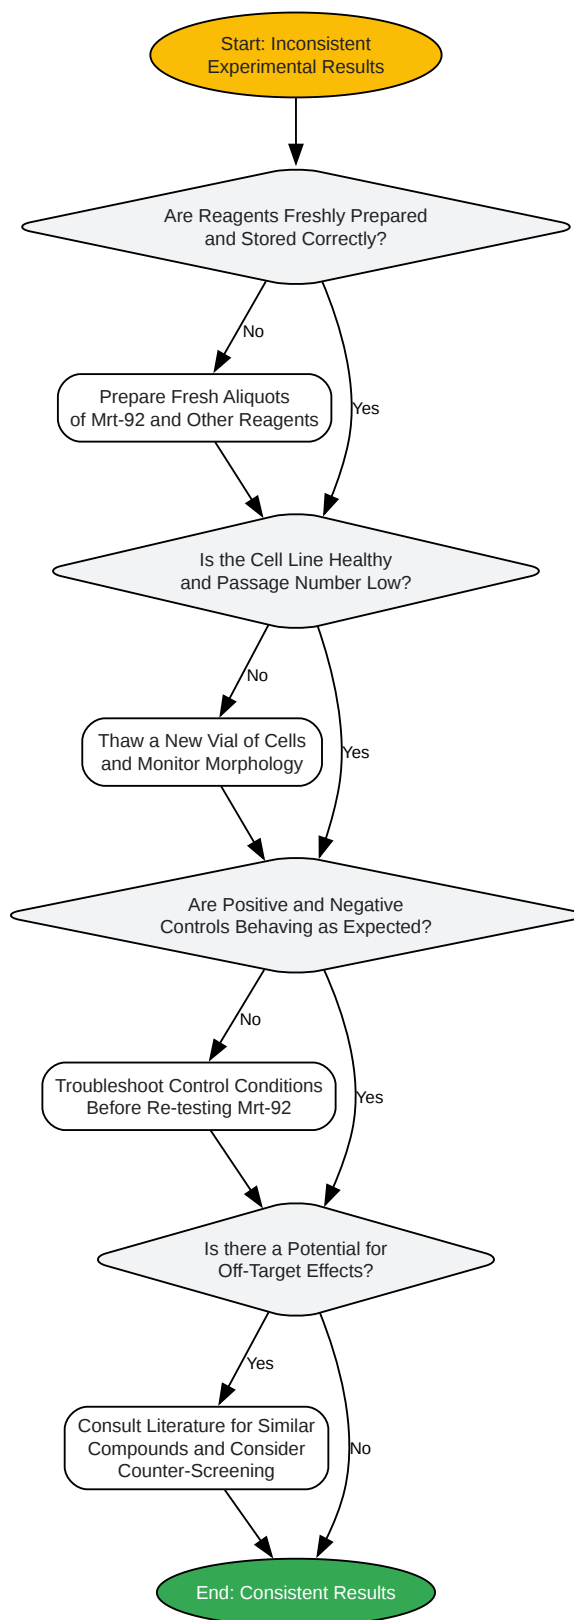 Start: Inconsistent
Experimental Results
Are Reagents Freshly Prepared
and Stored Correctly?
No
Prepare Fresh Aliquots
of Mrt-92 and Other Reagents
Yes
Is the Cell Line Healthy
and Passage Number Low?
No
Thaw a New Vial of Cells
and Monitor Morphology
Yes
Are Positive and Negative
Controls Behaving as Expected?
No
Troubleshoot Control Conditions
Before Re-testing Mrt-92
Yes
Is there a Potential for
Off-Target Effects?
Yes
Consult Literature for Similar
Compounds and Consider
Counter-Screening
No
End: Consistent Results